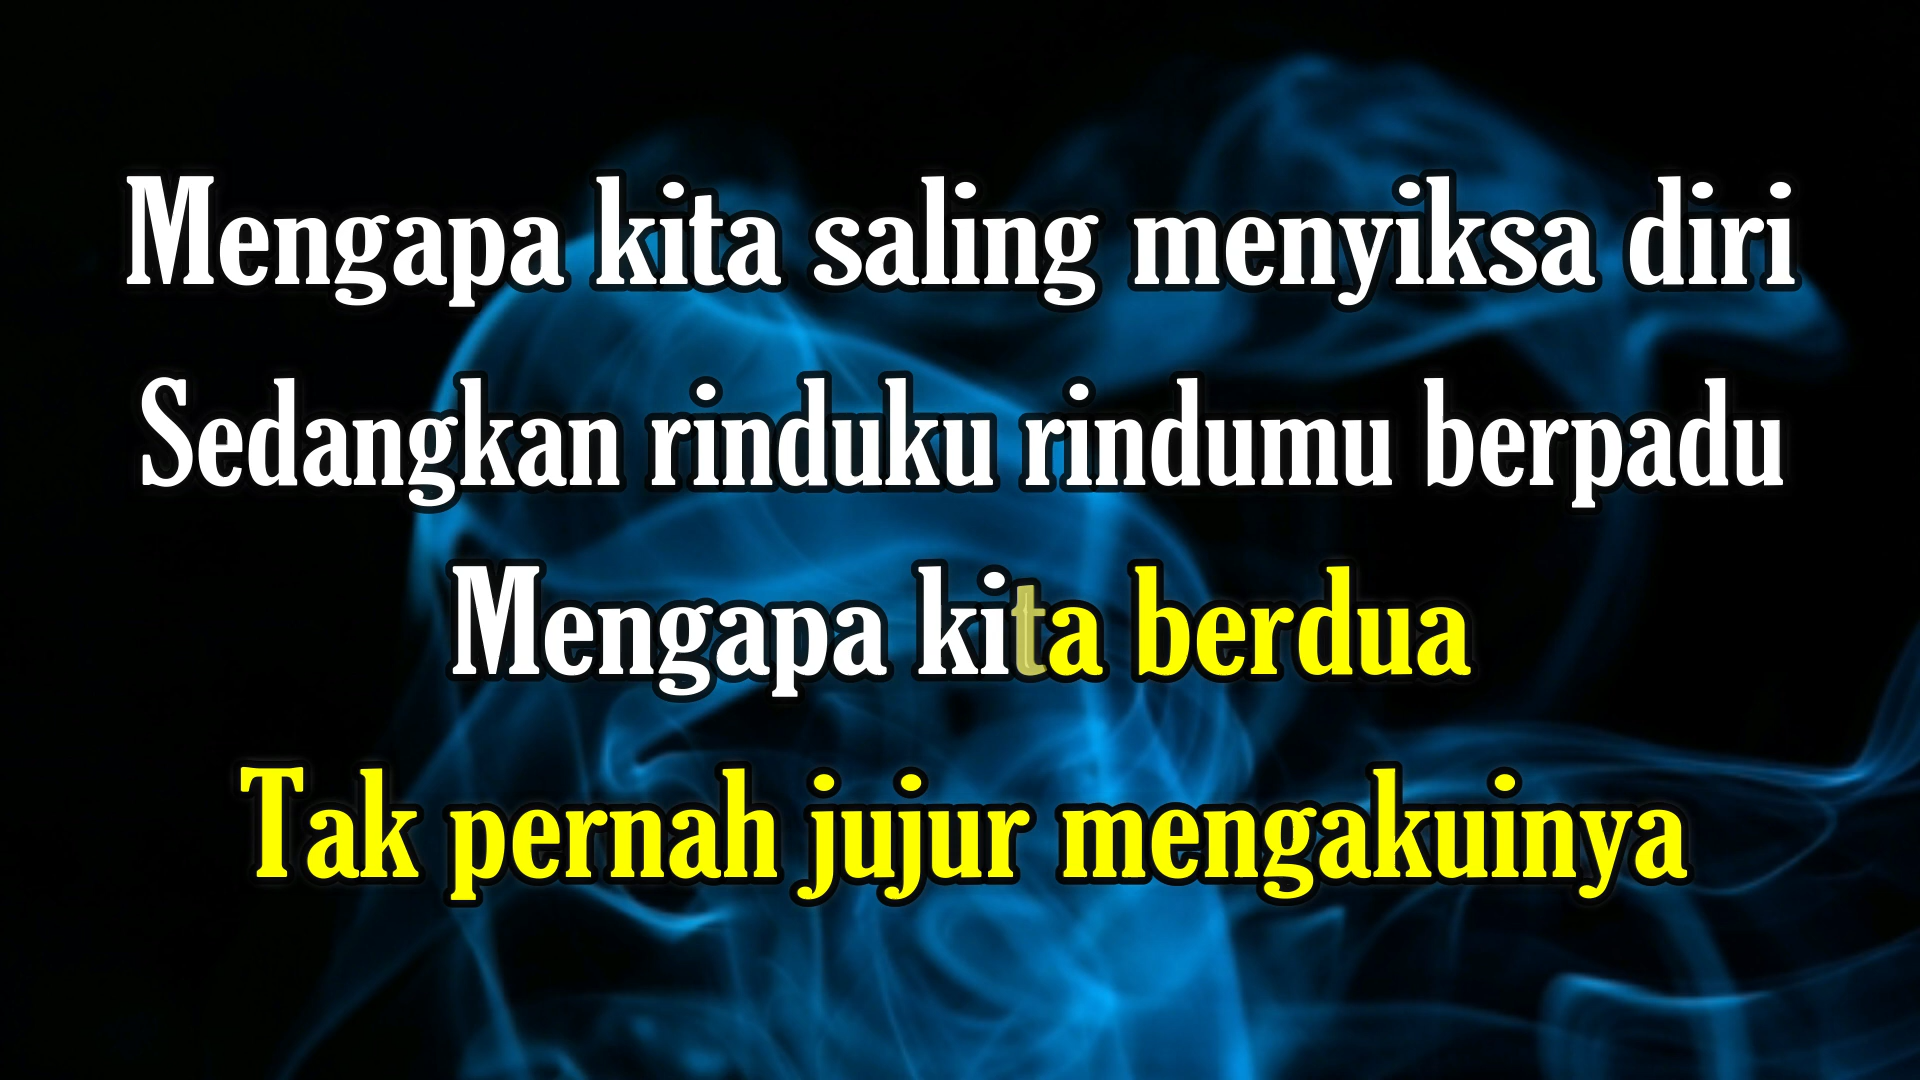 Mengapa kita saling menyiksa diri
Sedangkan rinduku rindumu berpadu
Mengapa kita berdua
Tak pernah jujur mengakuinya